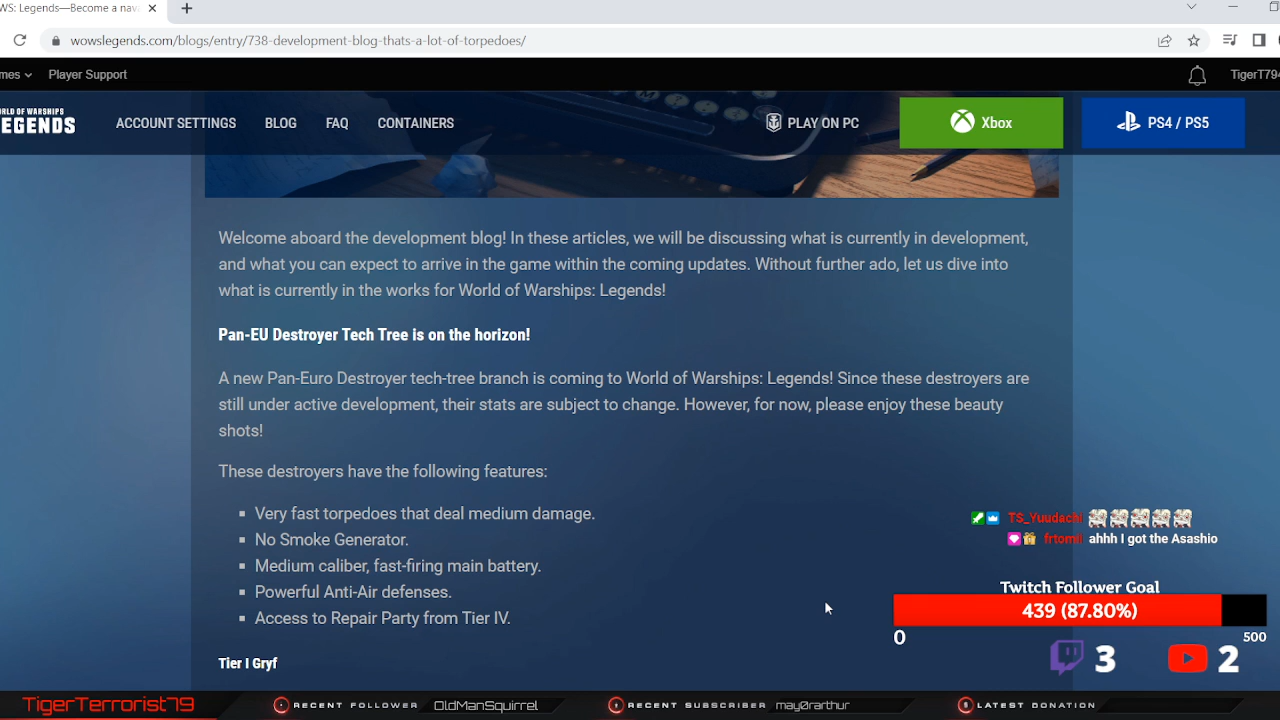 WS: Legends—Become a nav
wowslegends.com/blogs/entry/738-development-blog-thats-a-lot-of-torpedoes/
mes Player Support TigerT794
ORLD OF WARSHIPS
EGENDS
ACCOUNT SETTINGS BLOG FAQ CONTAINERS PLAY ON PC Xbox PS4 / PS5
Welcome aboard the development blog! In these articles, we will be discussing what is currently in development,
and what you can expect to arrive in the game within the coming updates. Without further ado, let us dive into
what is currently in the works for World of Warships: Legends!
Pan-EU Destroyer Tech Tree is on the horizon!
A new Pan-Euro Destroyer tech-tree branch is coming to World of Warships: Legends! Since these destroyers are
still under active development, their stats are subject to change. However, for now, please enjoy these beauty
shots!
These destroyers have the following features:
Very fast torpedoes that deal medium damage.
No Smoke Generator.
Medium caliber, fast-firing main battery.
Powerful Anti-Air defenses.
Access to Repair Party from Tier IV.
Tier I Gryf
TS_Yuudachi
frtomii ahhh I got the Asashio
Twitch Follower Goal
439 (87.80%)
0 500
3 2
TigerTerrorist79 RECENT FOLLOWER OldManSquirrel RECENT SUBSCRIBER may0rarthur LATEST DONATION